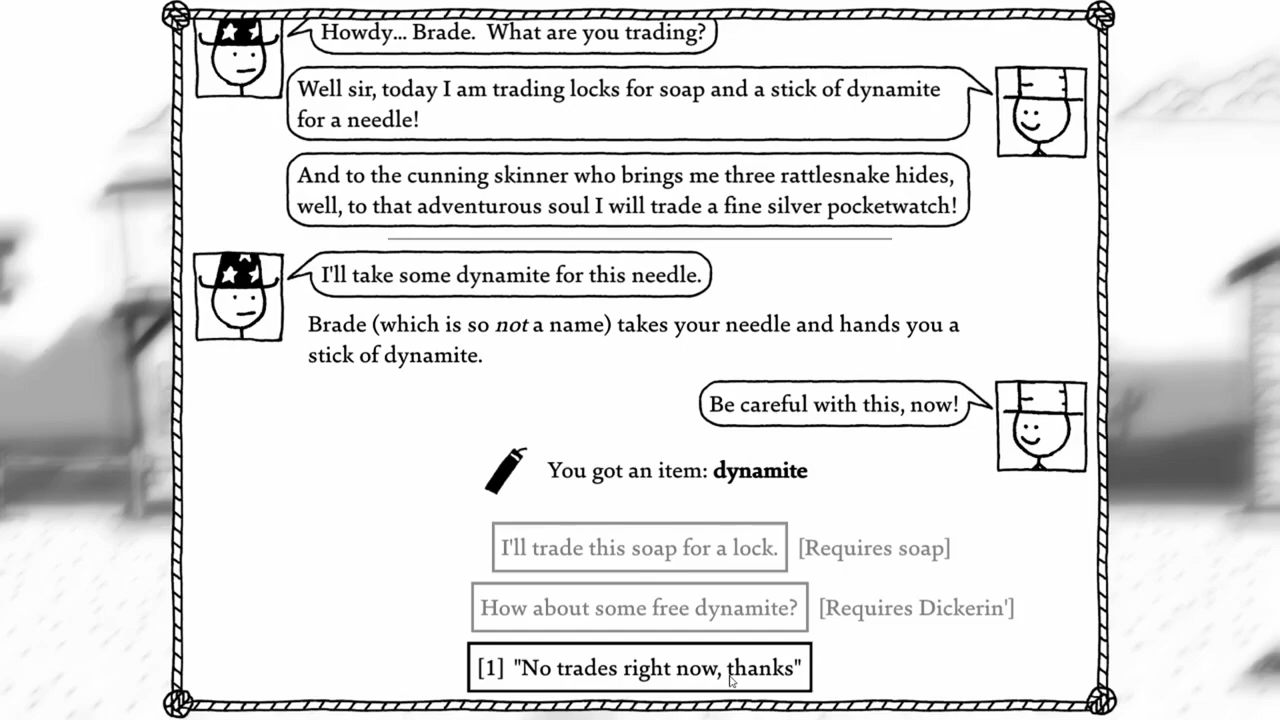 Howdy... Brade.  What are you trading?
Well sir, today I am trading locks for soap and a stick of dynamite
for a needle!
And to the cunning skinner who brings me three rattlesnake hides,
well, to that adventurous soul I will trade a fine silver pocketwatch!
I'll take some dynamite for this needle.
Brade (which is so not a name) takes your needle and hands you a
stick of dynamite.
Be careful with this, now!
You got an item: dynamite
I'll trade this soap for a lock. [Requires soap]
How about some free dynamite? [Requires Dickerin']
[1] "No trades right now, thanks"